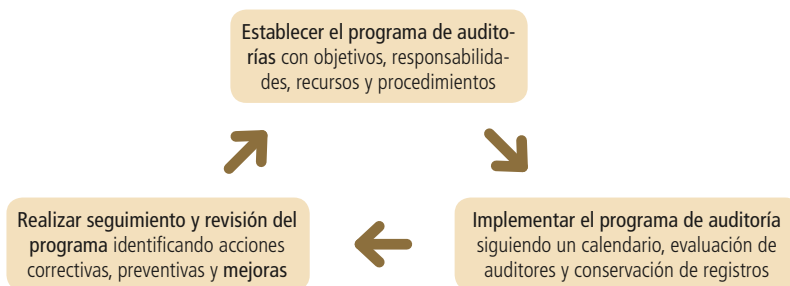 Establecer el programa de audito-
rías con objetivos, responsabilida-
des, recursos y procedimientos
Realizar seguimiento y revisión del
programa identificando acciones
correctivas, preventivas y mejoras
Implementar el programa de auditoría
siguiendo un calendario, evaluación de
auditores y conservación de registros